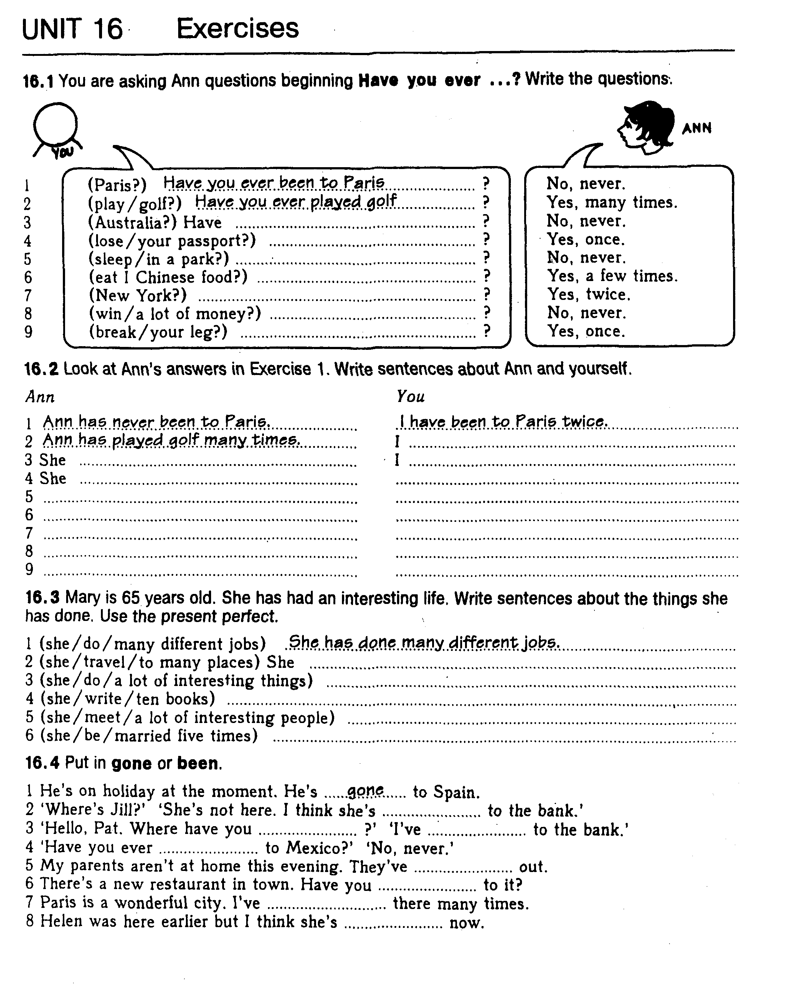 UNIT 16 Exercises
16.1 You are asking Ann questions beginning Have you ever ...? Write the questions.
YOU
ANN
1 (Paris?) Have you ever been to Paris ? No, never.
2 (play/golf?) Have you ever played golf ? Yes, many times.
3 (Australia?) Have ........ ? No, never.
4 (lose/your passport?) ........ ? Yes, once.
5 (sleep/in a park?) ........ ? No, never.
6 (eat I Chinese food?) ........ ? Yes, a few times.
7 (New York?) ........ ? Yes, twice.
8 (win/a lot of money?) ........ ? No, never.
9 (break/your leg?) ........ ? Yes, once.
16.2 Look at Ann's answers in Exercise 1. Write sentences about Ann and yourself.
Ann You
1 Ann has never been to Paris. I have been to Paris twice.
2 Ann has played golf many times. I ........
3 She ........ I ........
4 She ........
5 ........
6 ........
7 ........
8 ........
9 ........
16.3 Mary is 65 years old. She has had an interesting life. Write sentences about the things she
has done. Use the present perfect.
1 (she/do/many different jobs) She has done many different jobs.
2 (she/travel/to many places) She ........
3 (she/do/a lot of interesting things) ........
4 (she/write/ten books) ........
5 (she/meet/a lot of interesting people) ........
6 (she/be/married five times) ........
16.4 Put in gone or been.
1 He's on holiday at the moment. He's ...gone... to Spain.
2 'Where's Jill?' 'She's not here. I think she's ........ to the bank.'
3 'Hello, Pat. Where have you ........ ?' 'I've ........ to the bank.'
4 'Have you ever ........ to Mexico?' 'No, never.'
5 My parents aren't at home this evening. They've ........ out.
6 There's a new restaurant in town. Have you ........ to it?
7 Paris is a wonderful city. I've ........ there many times.
8 Helen was here earlier but I think she's ........ now.